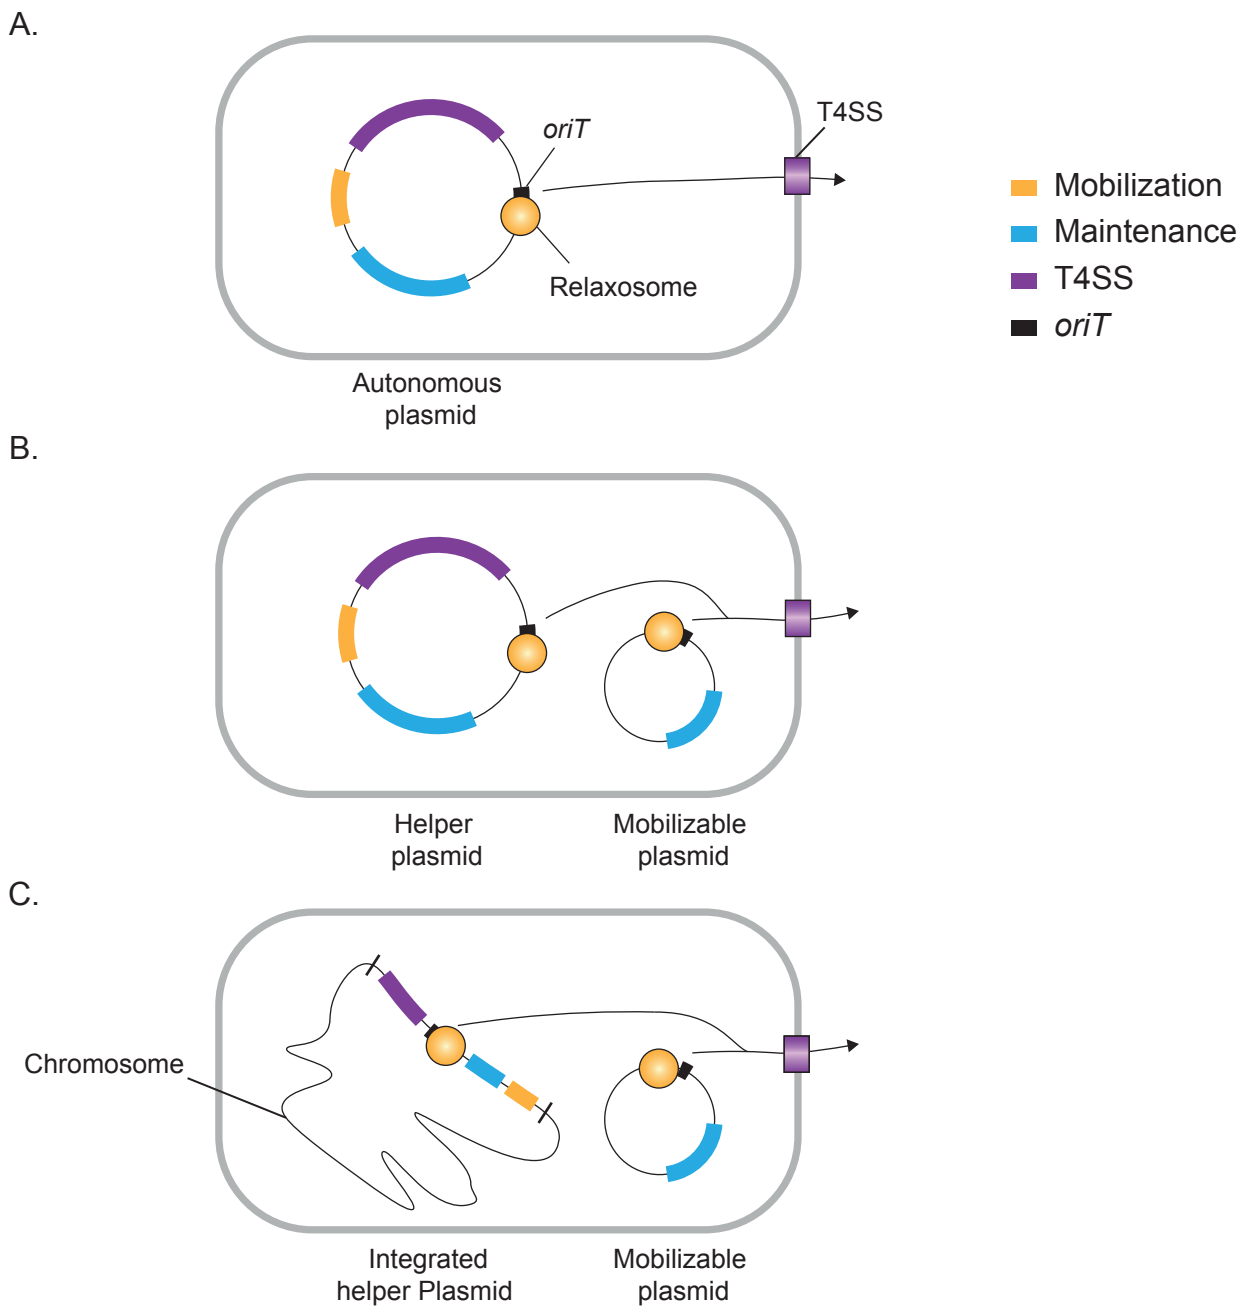 A.
oriT
T4SS
Relaxosome
Autonomous
plasmid
Mobilization
Maintenance
T4SS
oriT
B.
Helper
plasmid
Mobilizable
plasmid
C.
Chromosome
Integrated
helper Plasmid
Mobilizable
plasmid